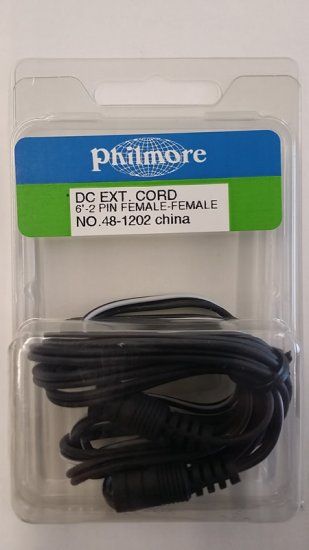 Philmore
DC EXT. CORD
6'-2 PIN FEMALE-FEMALE
NO.48-1202 china